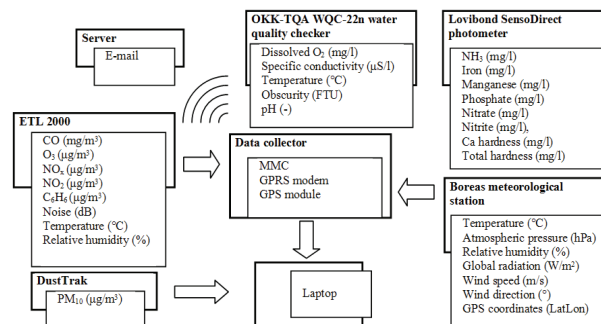 Server
E-mail
OKK-TQA WQC-22n water
quality checker
Dissolved O₂ (mg/l)
Specific conductivity (µS/l)
Temperature (°C)
Obscurity (FTU)
pH (-)
Lovibond SensoDirect
photometer
NH₃ (mg/l)
Iron (mg/l)
Manganese (mg/l)
Phosphate (mg/l)
Nitrate (mg/l)
Nitrite (mg/l),
Ca hardness (mg/l)
Total hardness (mg/l)
ETL 2000
CO (mg/m³)
O₃ (µg/m³)
NOₓ (µg/m³)
NO₂ (µg/m³)
C₆H₆ (µg/m³)
Noise (dB)
Temperature (°C)
Relative humidity (%)
Data collector
MMC
GPRS modem
GPS module
Boreas meteorological
station
Temperature (°C)
Atmospheric pressure (hPa)
Relative humidity (%)
Global radiation (W/m²)
Wind speed (m/s)
Wind direction (°)
GPS coordinates (LatLon)
DustTrak
PM₁₀ (µg/m³)
Laptop